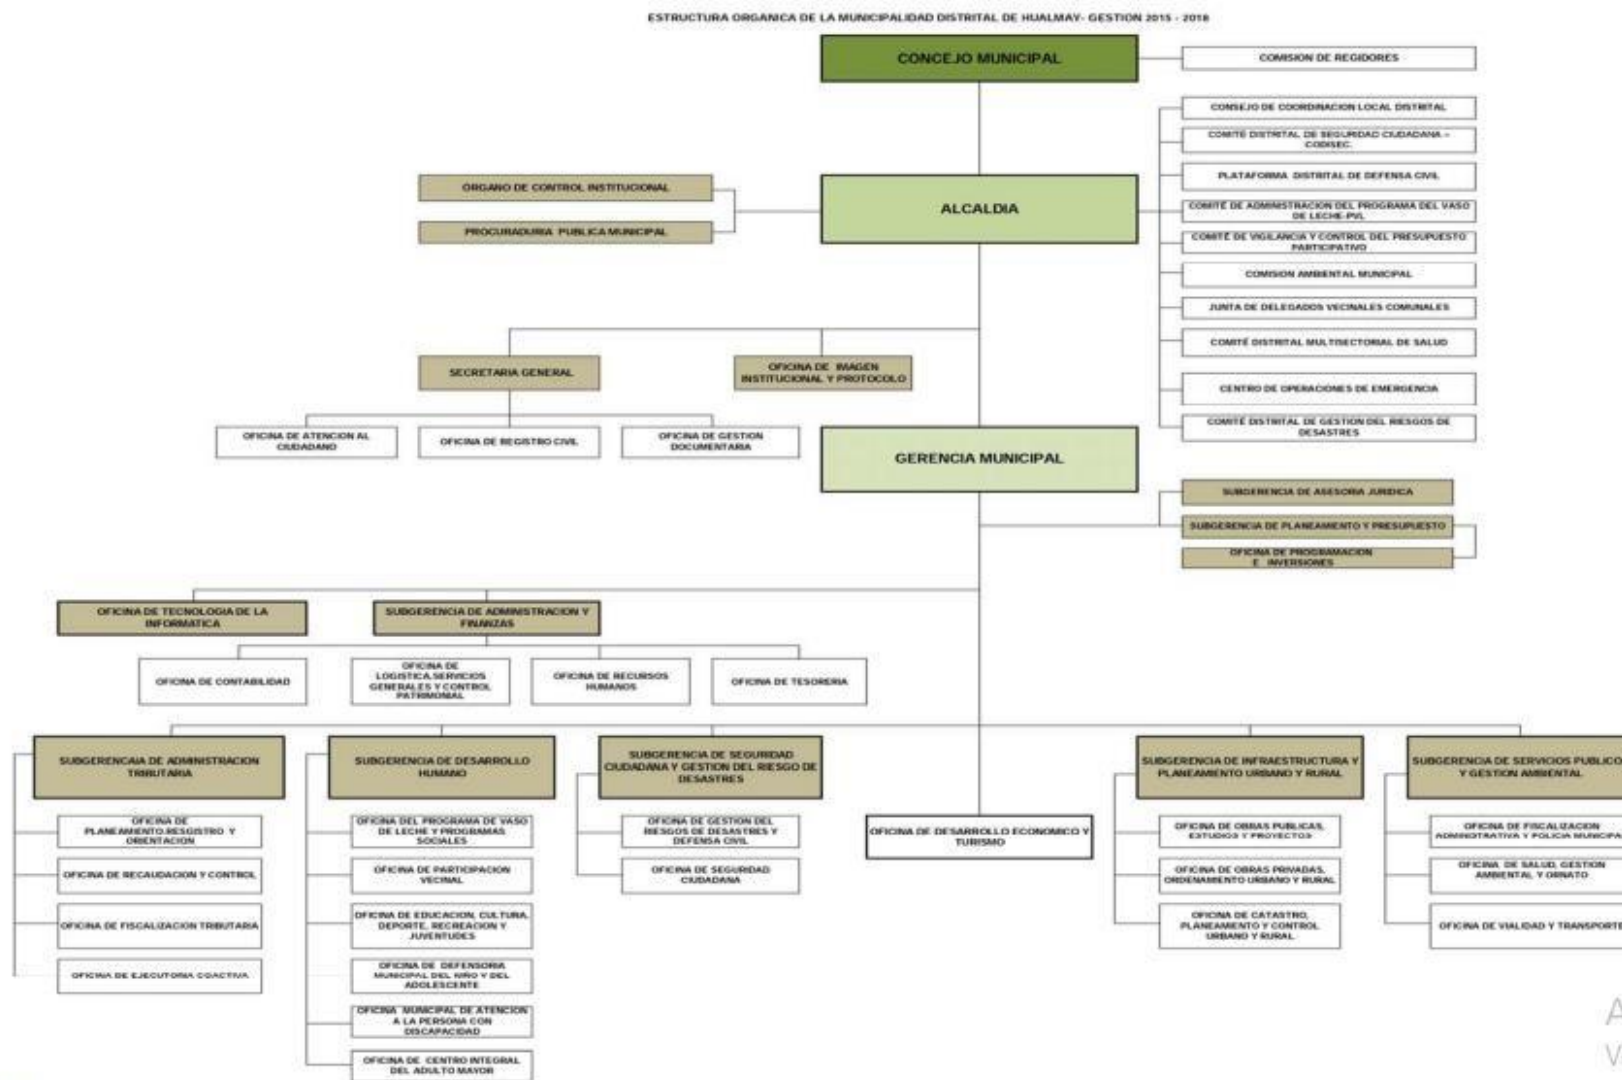 ESTRUCTURA ORGANICA DE LA MUNICIPALIDAD DISTRITAL DE HUALMAY- GESTION 2015 - 2018
CONCEJO MUNICIPAL
COMISION DE REGIDORES
CONSEJO DE COORDINACION LOCAL DISTRITAL
COMITÉ DISTRITAL DE SEGURIDAD CIUDADANA –
CODISEC.
PLATAFORMA DISTRITAL DE DEFENSA CIVIL
COMITÉ DE ADMINISTRACION DEL PROGRAMA DEL VASO
DE LECHE-PVL
COMITÉ DE VIGILANCIA Y CONTROL DEL PRESUPUESTO
PARTICIPATIVO
COMISION AMBIENTAL MUNICIPAL
JUNTA DE DELEGADOS VECINALES COMUNALES
COMITÉ DISTRITAL MULTISECTORIAL DE SALUD
CENTRO DE OPERACIONES DE EMERGENCIA
COMITÉ DISTRITAL DE GESTION DEL RIESGOS DE
DESASTRES
ÓRGANO DE CONTROL INSTITUCIONAL
PROCURADURIA PUBLICA MUNICIPAL
ALCALDIA
SECRETARIA GENERAL
OFICINA DE IMAGEN
INSTITUCIONAL Y PROTOCOLO
OFICINA DE ATENCION AL
CIUDADANO
OFICINA DE REGISTRO CIVIL
OFICINA DE GESTION
DOCUMENTARIA
GERENCIA MUNICIPAL
SUBGERENCIA DE ASESORIA JURIDICA
SUBGERENCIA DE PLANEAMIENTO Y PRESUPUESTO
OFICINA DE PROGRAMACION
E INVERSIONES
OFICINA DE TECNOLOGIA DE LA
INFORMATICA
SUBGERENCIA DE ADMINISTRACION Y
FINANZAS
OFICINA DE CONTABILIDAD
OFICINA DE
LOGISTICA,SERVICIOS
GENERALES Y CONTROL
PATRIMONIAL
OFICINA DE RECURSOS
HUMANOS
OFICINA DE TESORERIA
SUBGERENCAIA DE ADMINISTRACION
TRIBUTARIA
OFICINA DE
PLANEAMIENTO,RESGISTRO Y
ORIENTACION
OFICINA DE RECAUDACION Y CONTROL
OFICINA DE FISCALIZACION TRIBUTARIA
OFICINA DE EJECUTORIA COACTIVA
SUBGERENCIA DE DESARROLLO
HUMANO
OFICINA DEL PROGRAMA DE VASO
DE LECHE Y PROGRAMAS
SOCIALES
OFICINA DE PARTICIPACION
VECINAL
OFICINA DE EDUCACION, CULTURA,
DEPORTE, RECREACION Y
JUVENTUDES
OFICINA DE DEFENSORIA
MUNICIPAL DEL NIÑO Y DEL
ADOLESCENTE
OFICINA MUNICIPAL DE ATENCION
A LA PERSONA CON
DISCAPACIDAD
OFICINA DE CENTRO INTEGRAL
DEL ADULTO MAYOR
SUBGERENCIA DE SEGURIDAD
CIUDADANA Y GESTION DEL RIESGO DE
DESASTRES
OFICINA DE GESTION DEL
RIESGOS DE DESASTRES Y
DEFENSA CIVIL
OFICINA DE SEGURIDAD
CIUDADANA
OFICINA DE DESARROLLO ECONOMICO Y
TURISMO
SUBGERENCIA DE INFRAESTRUCTURA Y
PLANEAMIENTO URBANO Y RURAL
OFICINA DE OBRAS PUBLICAS,
ESTUDIOS Y PROYECTOS
OFICINA DE OBRAS PRIVADAS,
ORDENAMIENTO URBANO Y RURAL
OFICINA DE CATASTRO,
PLANEAMIENTO Y CONTROL
URBANO Y RURAL
SUBGERENCIA DE SERVICIOS PUBLICO
Y GESTION AMBIENTAL
OFICINA DE FISCALIZACION
ADMINISTRATIVA Y POLICIA MUNICIPA
OFICINA DE SALUD, GESTION
AMBIENTAL Y ORNATO
OFICINA DE VIALIDAD Y TRANSPORTE
A
V